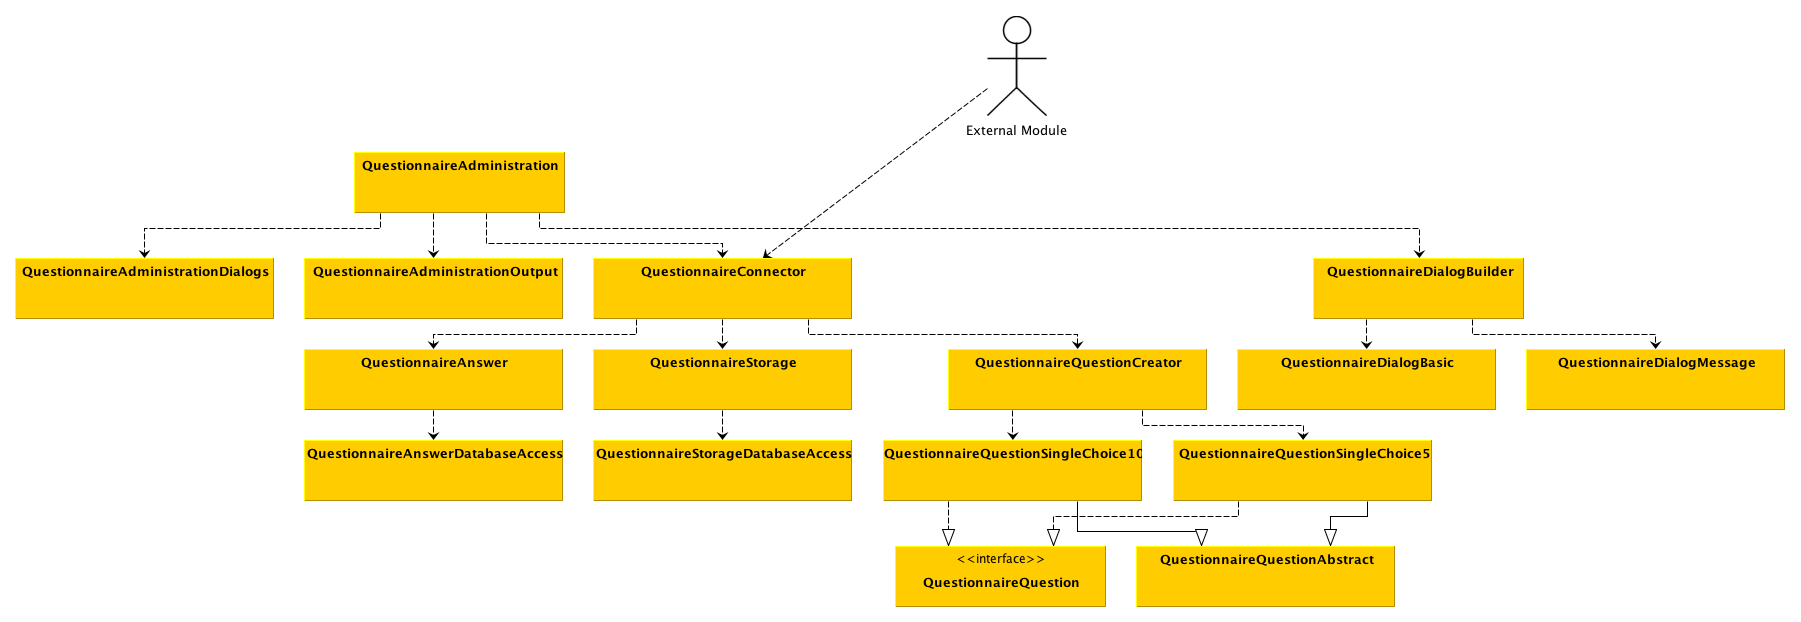 External Module
QuestionnaireAdministration
QuestionnaireAdministrationDialogs
QuestionnaireAdministrationOutput
QuestionnaireConnector
QuestionnaireDialogBuilder
QuestionnaireAnswer
QuestionnaireStorage
QuestionnaireQuestionCreator
QuestionnaireDialogBasic
QuestionnaireDialogMessage
QuestionnaireAnswerDatabaseAccess
QuestionnaireStorageDatabaseAccess
QuestionnaireQuestionSingleChoice10
QuestionnaireQuestionSingleChoice5
<<interface>>
QuestionnaireQuestion
QuestionnaireQuestionAbstract